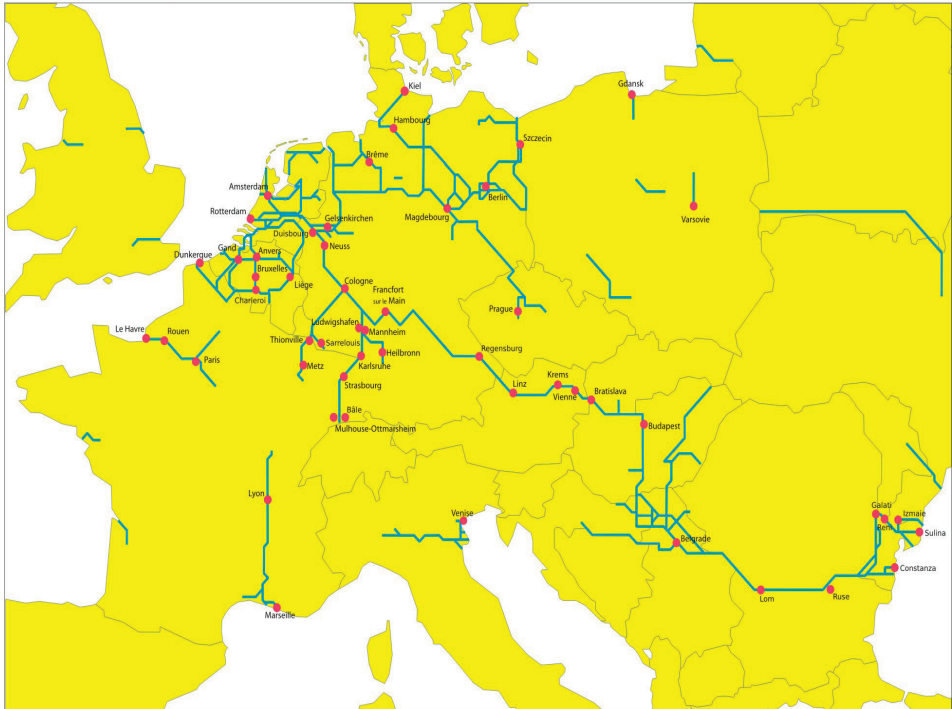 Kiel
Gdansk
Hambourg
Szczecin
Brême
Amsterdam
Berlin
Magdebourg
Varsovie
Rotterdam
Gelsenkirchen
Duisbourg
Neuss
Gand
Anvers
Dunkerque
Bruxelles
Liège
Charleroi
Cologne
Francfort
sur le Main
Prague
Le Havre
Rouen
Ludwigshafen
Mannheim
Thionville
Sarrelouis
Heilbronn
Regensburg
Paris
Metz
Karlsruhe
Strasbourg
Linz
Krems
Vienne
Bratislava
Bâle
Mulhouse-Ottmarsheim
Budapest
Lyon
Venise
Galati
Izmaie
Reni
Sulina
Belgrade
Constanza
Lom
Ruse
Marseille